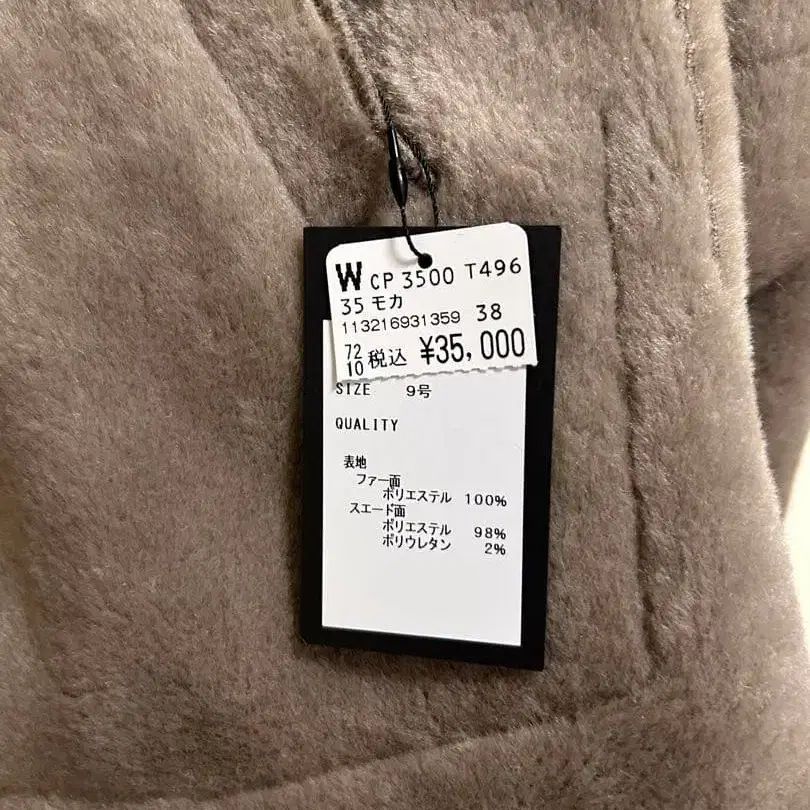 W CP 3500 T496
35 モカ
113216931359 38
72
10 税込 ¥35,000
SIZE 9号
QUALITY
表地
ファー面
ポリエステル 100%
スエード面
ポリエステル 98%
ポリウレタン 2%